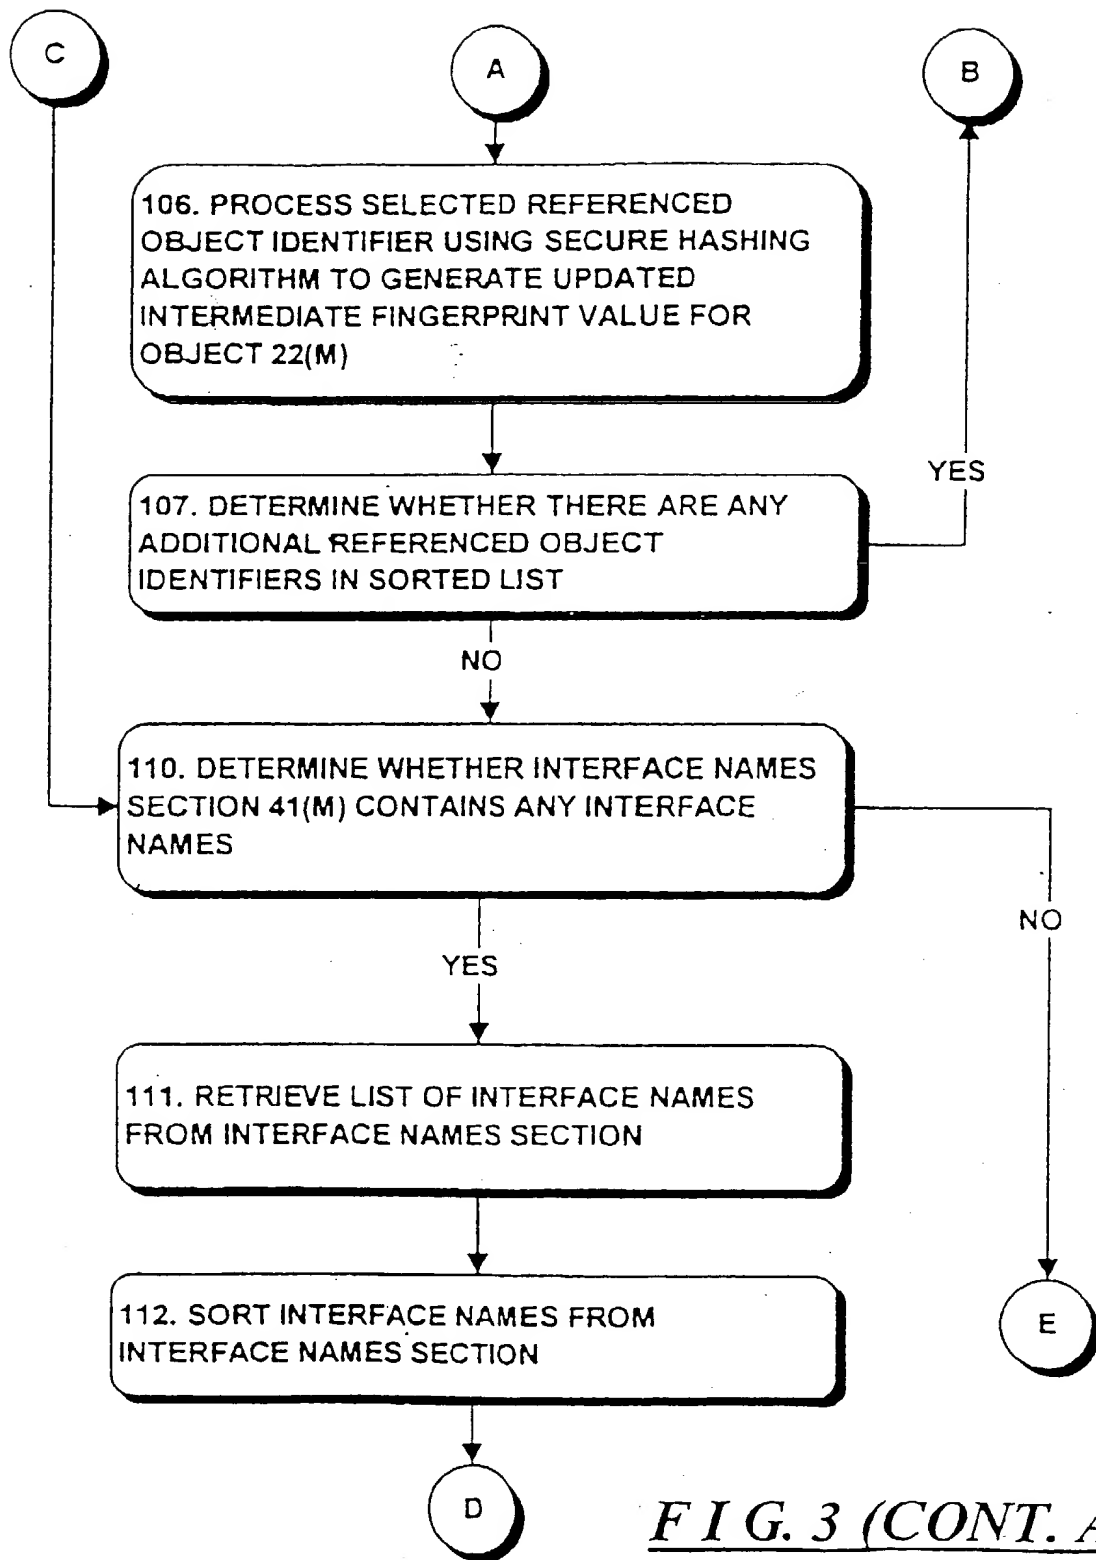 C
A
B
106. PROCESS SELECTED REFERENCED
OBJECT IDENTIFIER USING SECURE HASHING
ALGORITHM TO GENERATE UPDATED
INTERMEDIATE FINGERPRINT VALUE FOR
OBJECT 22(M)
YES
107. DETERMINE WHETHER THERE ARE ANY
ADDITIONAL REFERENCED OBJECT
IDENTIFIERS IN SORTED LIST
NO
110. DETERMINE WHETHER INTERFACE NAMES
SECTION 41(M) CONTAINS ANY INTERFACE
NAMES
NO
YES
111. RETRIEVE LIST OF INTERFACE NAMES
FROM INTERFACE NAMES SECTION
112. SORT INTERFACE NAMES FROM
INTERFACE NAMES SECTION
E
D
FIG. 3 (CONT. A